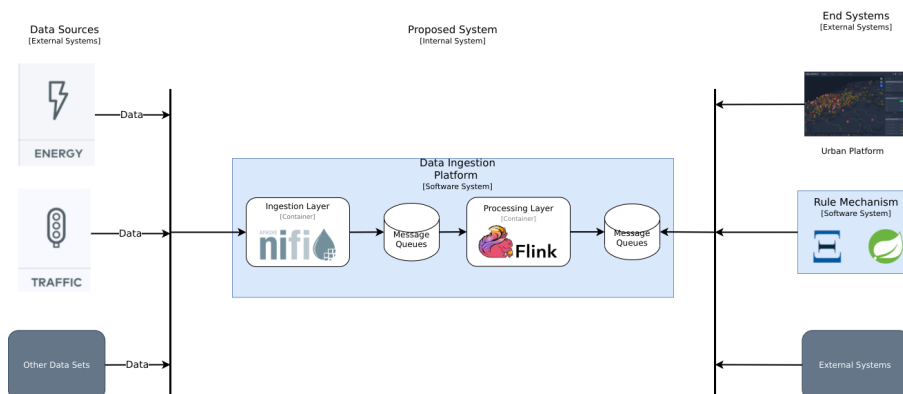 Data Sources
[External Systems]
Proposed System
[Internal System]
End Systems
[External Systems]
ENERGY
Data
TRAFFIC
Data
Other Data Sets
Data
Data Ingestion
Platform
[Software System]
Ingestion Layer
[Container]
APACHE
nifi
Message
Queues
Processing Layer
[Container]
Flink
Message
Queues
Urban Platform
Rule Mechanism
[Software System]
External Systems